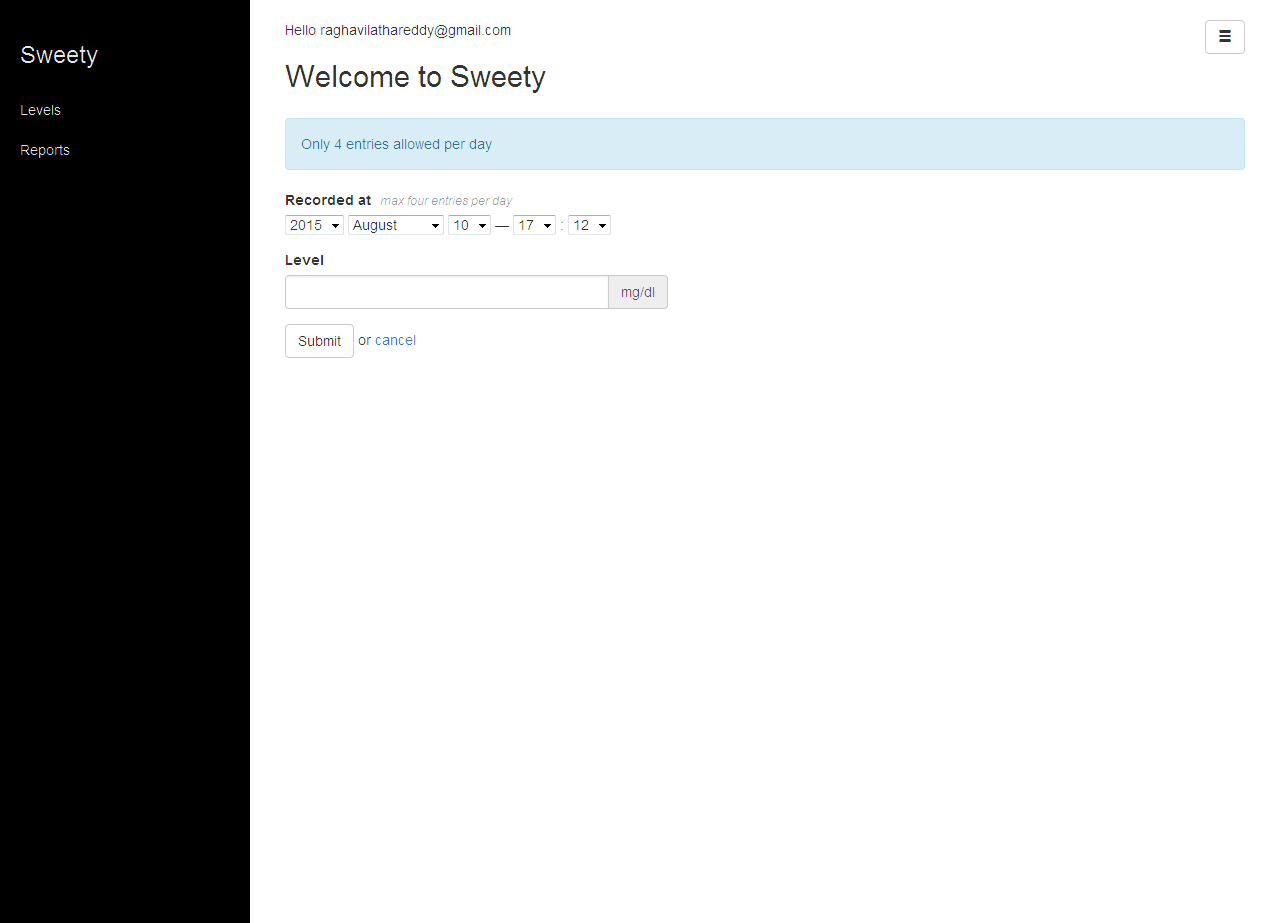 Sweety
Levels
Reports
Hello raghavilathareddy@gmail.com
Welcome to Sweety
Only 4 entries allowed per day
Recorded at max four entries per day
2015 August 10 — 17 : 12
Level
mg/dl
Submit or cancel